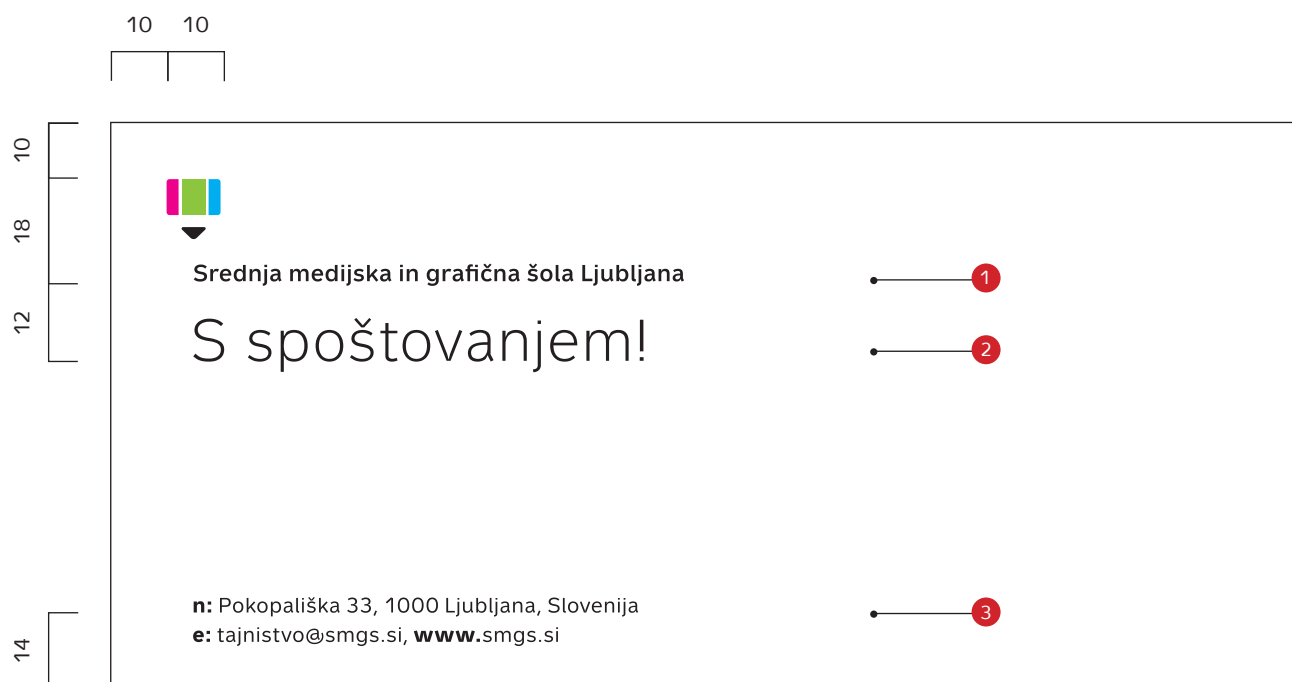 10 10
10
18
Srednja medijska in grafična šola Ljubljana
1
12
S spoštovanjem!
2
n: Pokopališka 33, 1000 Ljubljana, Slovenija
3
e: tajnistvo@smgs.si, www.smgs.si
14